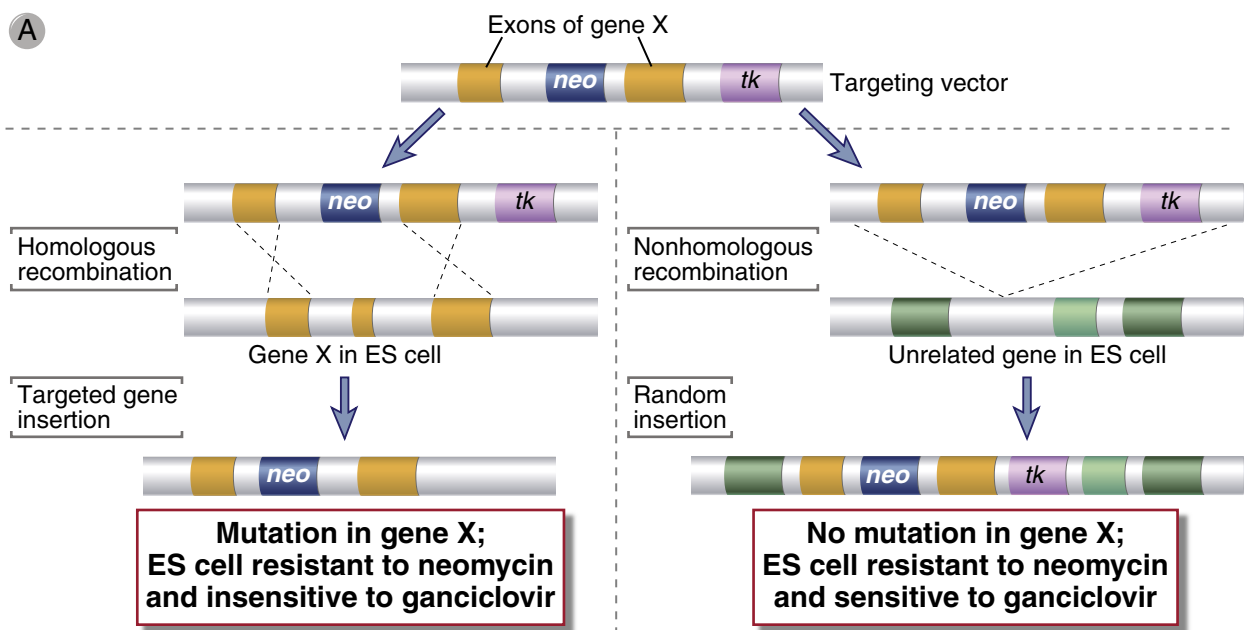 A
Exons of gene X
neo
tk
Targeting vector
neo
tk
Homologous
recombination
Gene X in ES cell
Targeted gene
insertion
neo
Mutation in gene X;
ES cell resistant to neomycin
and insensitive to ganciclovir
neo
tk
Nonhomologous
recombination
Unrelated gene in ES cell
Random
insertion
neo
tk
No mutation in gene X;
ES cell resistant to neomycin
and sensitive to ganciclovir